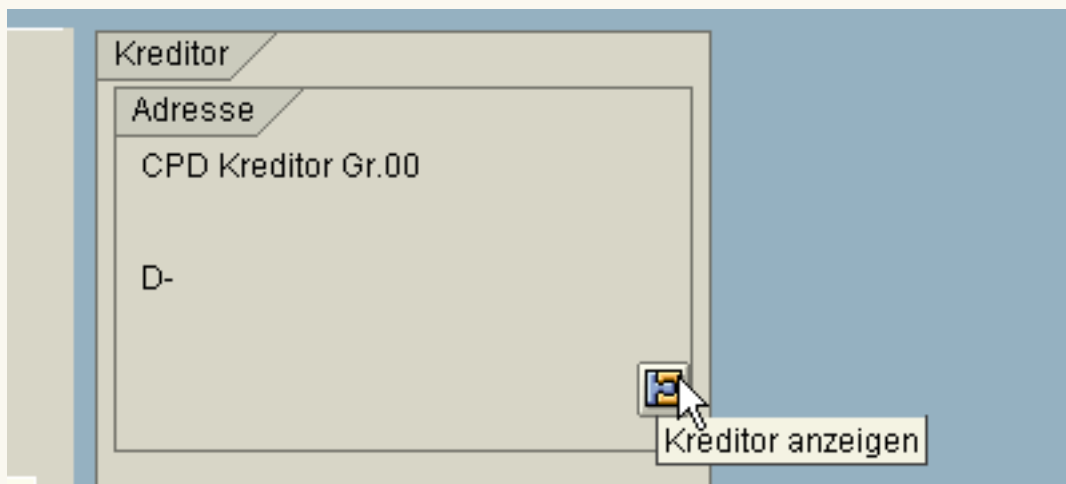 Kreditor
Adresse
CPD Kreditor Gr.00
D-
Kreditor anzeigen